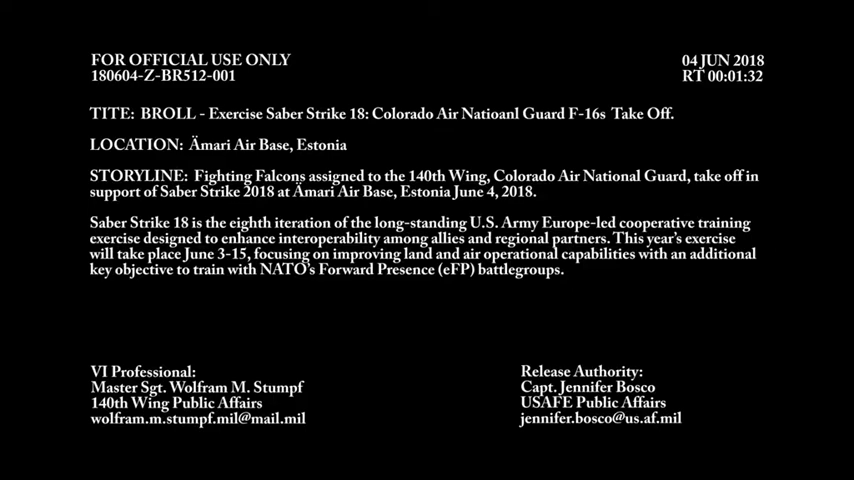 FOR OFFICIAL USE ONLY
180604-Z-BR512-001
04 JUN 2018
RT 00:01:32
TITE: BROLL - Exercise Saber Strike 18: Colorado Air Natioanl Guard F-16s Take Off.
LOCATION: Ämari Air Base, Estonia
STORYLINE: Fighting Falcons assigned to the 140th Wing, Colorado Air National Guard, take off in
support of Saber Strike 2018 at Ämari Air Base, Estonia June 4, 2018.
Saber Strike 18 is the eighth iteration of the long-standing U.S. Army Europe-led cooperative training
exercise designed to enhance interoperability among allies and regional partners. This year's exercise
will take place June 3-15, focusing on improving land and air operational capabilities with an additional
key objective to train with NATO's Forward Presence (eFP) battlegroups.
VI Professional:
Master Sgt. Wolfram M. Stumpf
140th Wing Public Affairs
wolfram.m.stumpf.mil@mail.mil
Release Authority:
Capt. Jennifer Bosco
USAFE Public Affairs
jennifer.bosco@us.af.mil